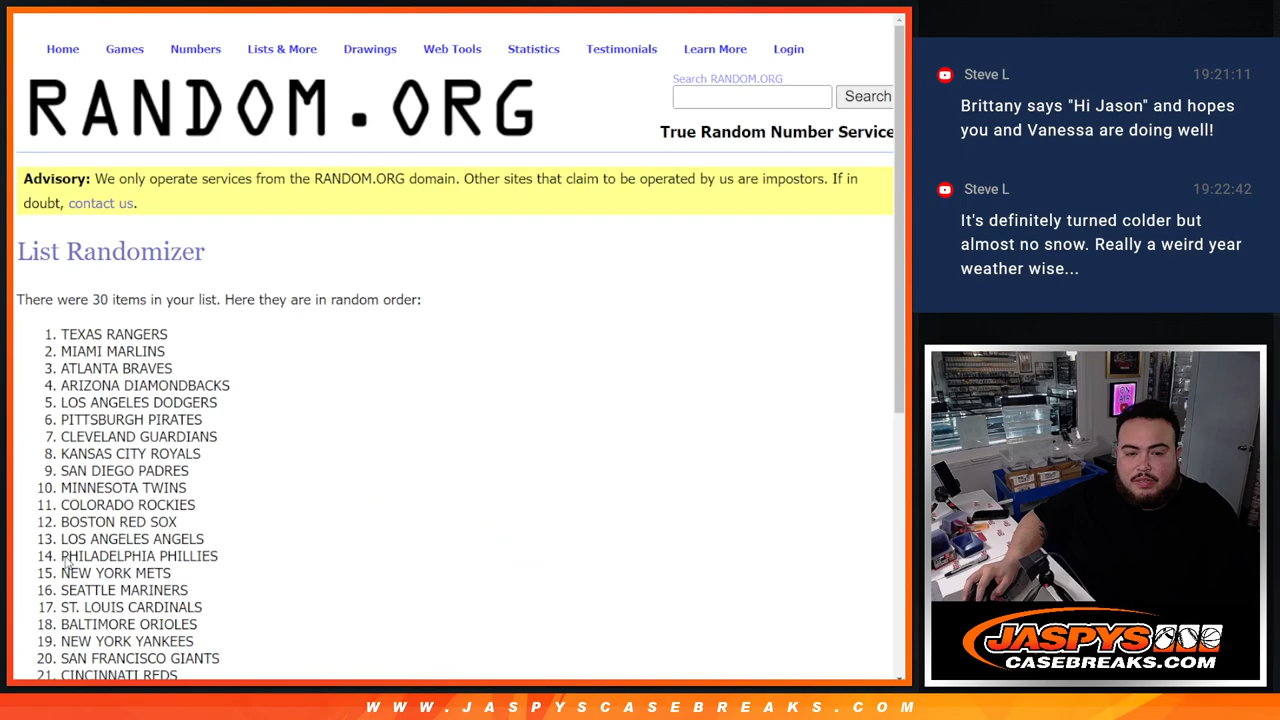 Home Games Numbers Lists & More Drawings Web Tools Statistics Testimonials Learn More Login
RANDOM.ORG
Search RANDOM.ORG
Search
True Random Number Service
Advisory: We only operate services from the RANDOM.ORG domain. Other sites that claim to be operated by us are impostors. If in
doubt, contact us.
List Randomizer
There were 30 items in your list. Here they are in random order:
1. TEXAS RANGERS
2. MIAMI MARLINS
3. ATLANTA BRAVES
4. ARIZONA DIAMONDBACKS
5. LOS ANGELES DODGERS
6. PITTSBURGH PIRATES
7. CLEVELAND GUARDIANS
8. KANSAS CITY ROYALS
9. SAN DIEGO PADRES
10. MINNESOTA TWINS
11. COLORADO ROCKIES
12. BOSTON RED SOX
13. LOS ANGELES ANGELS
14. PHILADELPHIA PHILLIES
15. NEW YORK METS
16. SEATTLE MARINERS
17. ST. LOUIS CARDINALS
18. BALTIMORE ORIOLES
19. NEW YORK YANKEES
20. SAN FRANCISCO GIANTS
21. CINCINNATI REDS
Steve L 19:21:11
Brittany says "Hi Jason" and hopes
you and Vanessa are doing well!
Steve L 19:22:42
It's definitely turned colder but
almost no snow. Really a weird year
weather wise...
ON AIR
JASPYS
CASEBREAKS.COM
WWW.JASPYSCASEBREAKS.COM